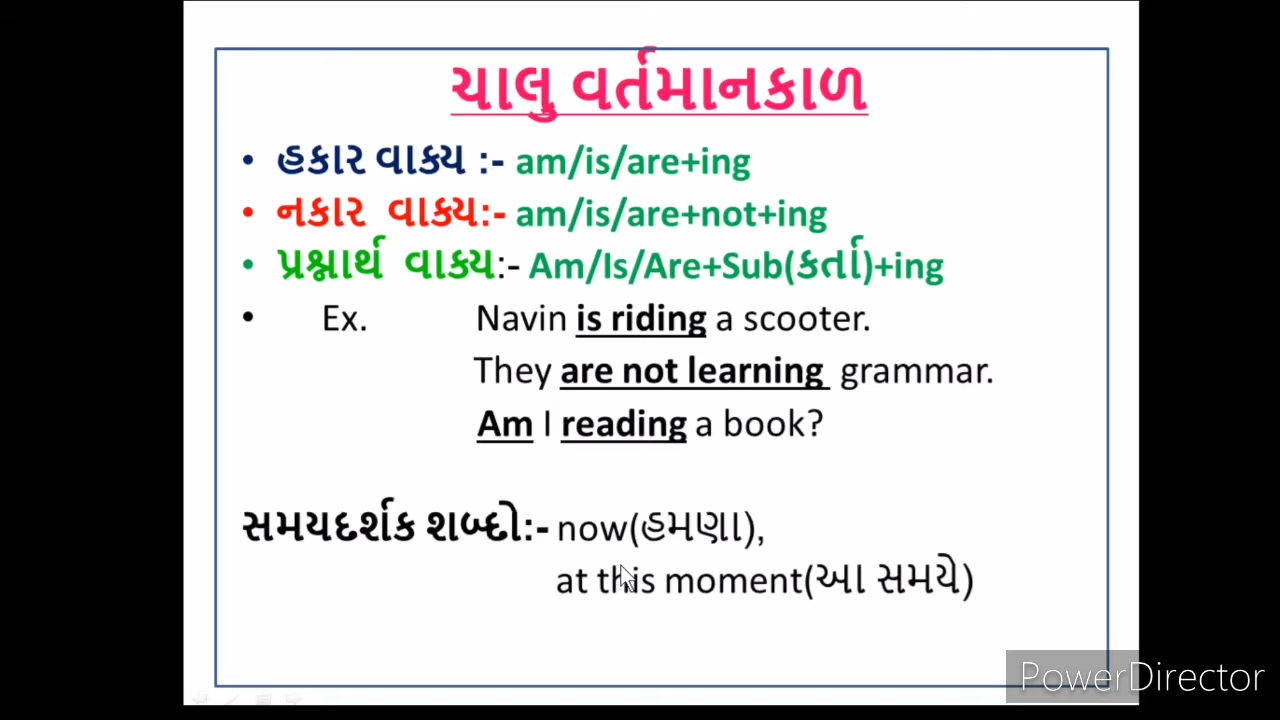 ચાલુ વર્તમાનકાળ
• હકાર વાક્ય :- am/is/are+ing
• નકાર વાક્ય:- am/is/are+not+ing
• પ્રશ્નાર્થ વાક્ય:- Am/Is/Are+Sub(કર્તા)+ing
• Ex. Navin is riding a scooter.
They are not learning grammar.
Am I reading a book?
સમયદર્શક શબ્દો:- now(હમણા),
at this moment(આ સમયે)
PowerDirector